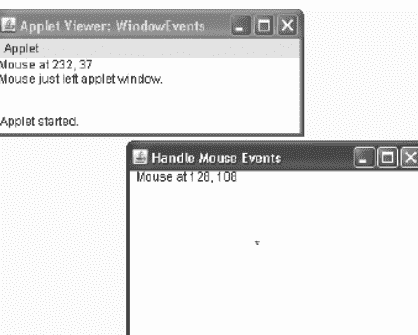 Applet Viewer: WindowEvents
Applet
Mouse at 232, 37
Mouse just left applet window.
Applet started.
Handle Mouse Events
Mouse at 128, 108
*